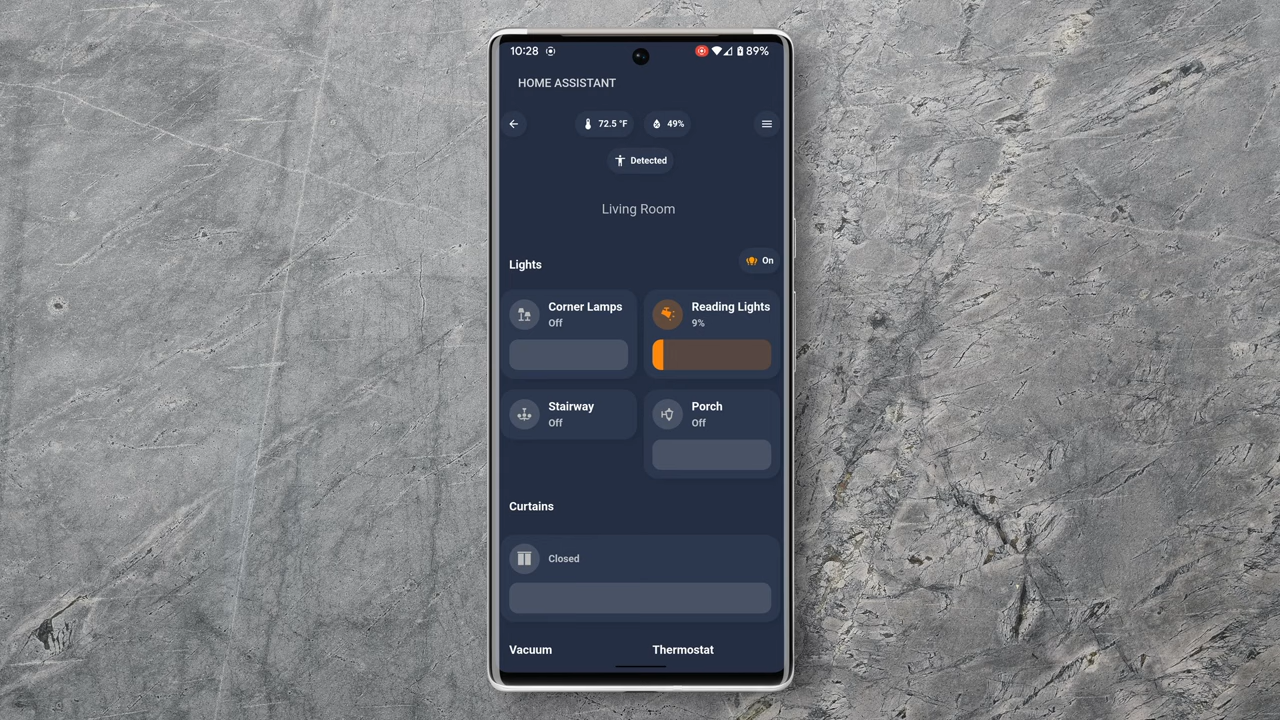 10:28 89%
HOME ASSISTANT
72.5 °F 49%
Detected
Living Room
Lights On
Corner Lamps Reading Lights
Off 9%
Stairway Porch
Off Off
Curtains
Closed
Vacuum Thermostat